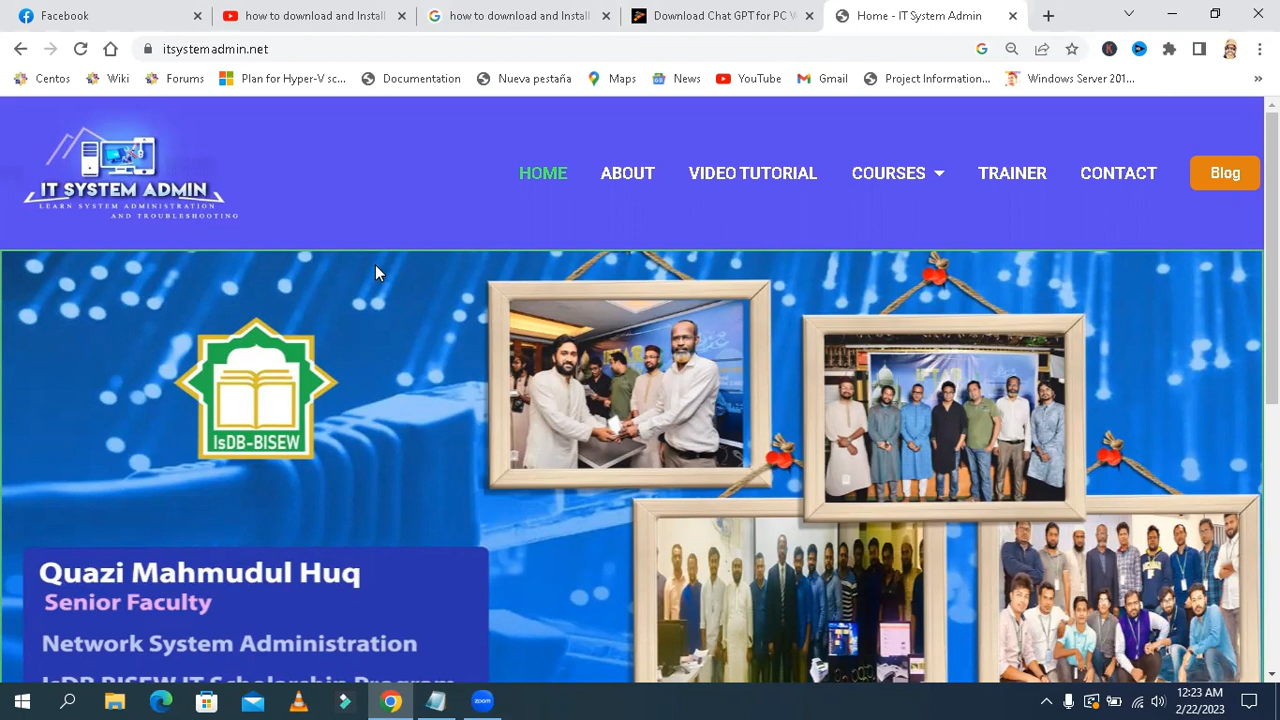 Facebook
how to download and Install
how to download and Install
Download Chat GPT for PC
Home - IT System Admin
itsystemadmin.net
Centos
Wiki
Forums
Plan for Hyper-V sc...
Documentation
Nueva pestaña
Maps
News
YouTube
Gmail
Project Information...
Windows Server 201...
IT SYSTEM ADMIN
LEARN SYSTEM ADMINISTRATION
AND TROUBLESHOOTING
HOME
ABOUT
VIDEO TUTORIAL
COURSES
TRAINER
CONTACT
Blog
IsDB-BISEW
Quazi Mahmudul Huq
Senior Faculty
Network System Administration
IsDB BISEW IT Scholarship Program
12:23 AM
2/22/2023
zoom